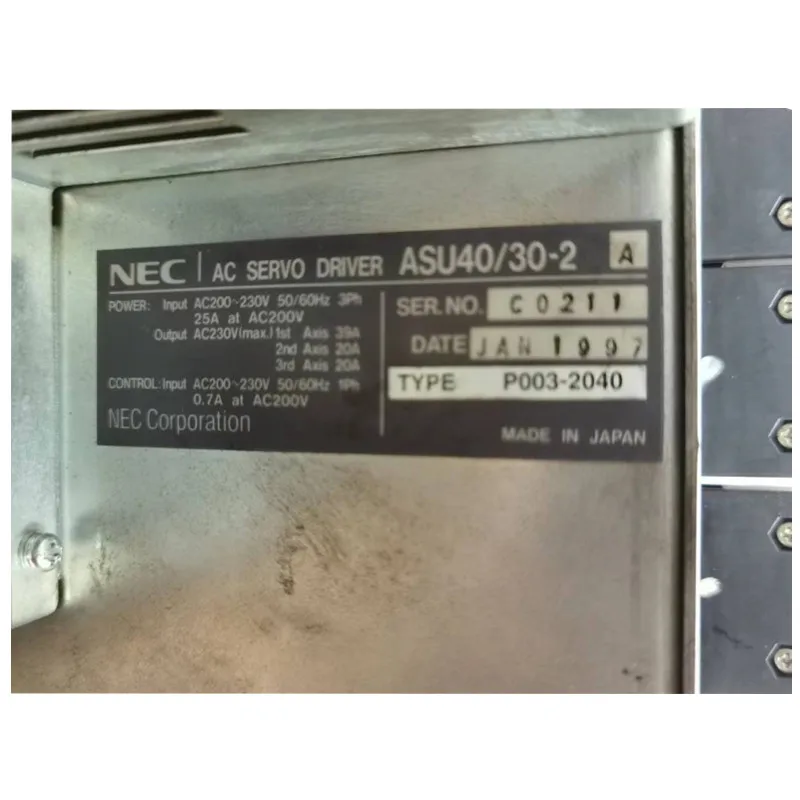 NEC | AC SERVO DRIVER ASU40/30-2 A
POWER: Input AC200~230V 50/60Hz 3Ph
25A at AC200V
Output AC230V(max.) 1st Axis 39A
2nd Axis 20A
3rd Axis 20A
CONTROL: Input AC200~230V 50/60Hz 1Ph
0.7A at AC200V
NEC Corporation
SER.NO. C0211
DATE JAN 1997
TYPE P003-2040
MADE IN JAPAN